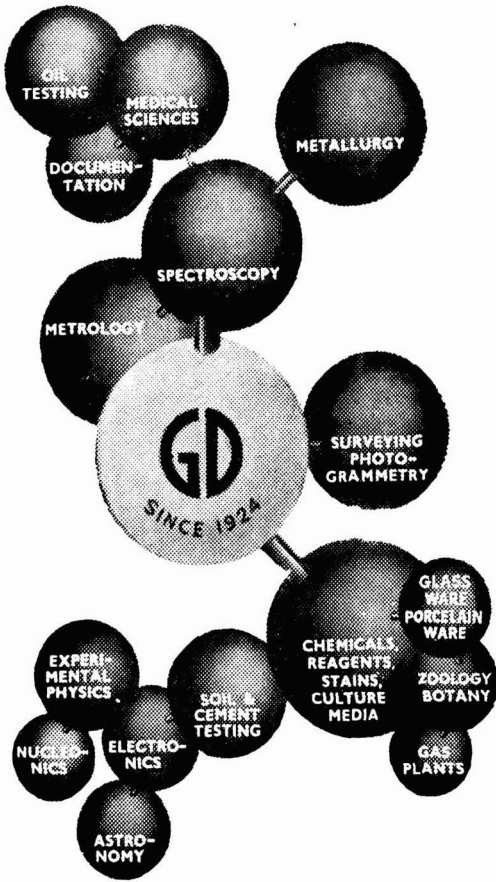 OIL
TESTING
MEDICAL
SCIENCES
DOCUMEN-
TATION
METALLURGY
SPECTROSCOPY
METROLOGY
GD
SINCE 1924
SURVEYING
PHOTO-
GRAMMETRY
GLASS
WARE
PORCELAIN
WARE
CHEMICALS,
REAGENTS,
STAINS,
CULTURE
MEDIA
ZOOLOGY
BOTANY
GAS
PLANTS
EXPERI-
MENTAL
PHYSICS
SOIL &
CEMENT
TESTING
NUCLEO-
NICS
ELECTRO-
NICS
ASTRO-
NOMY